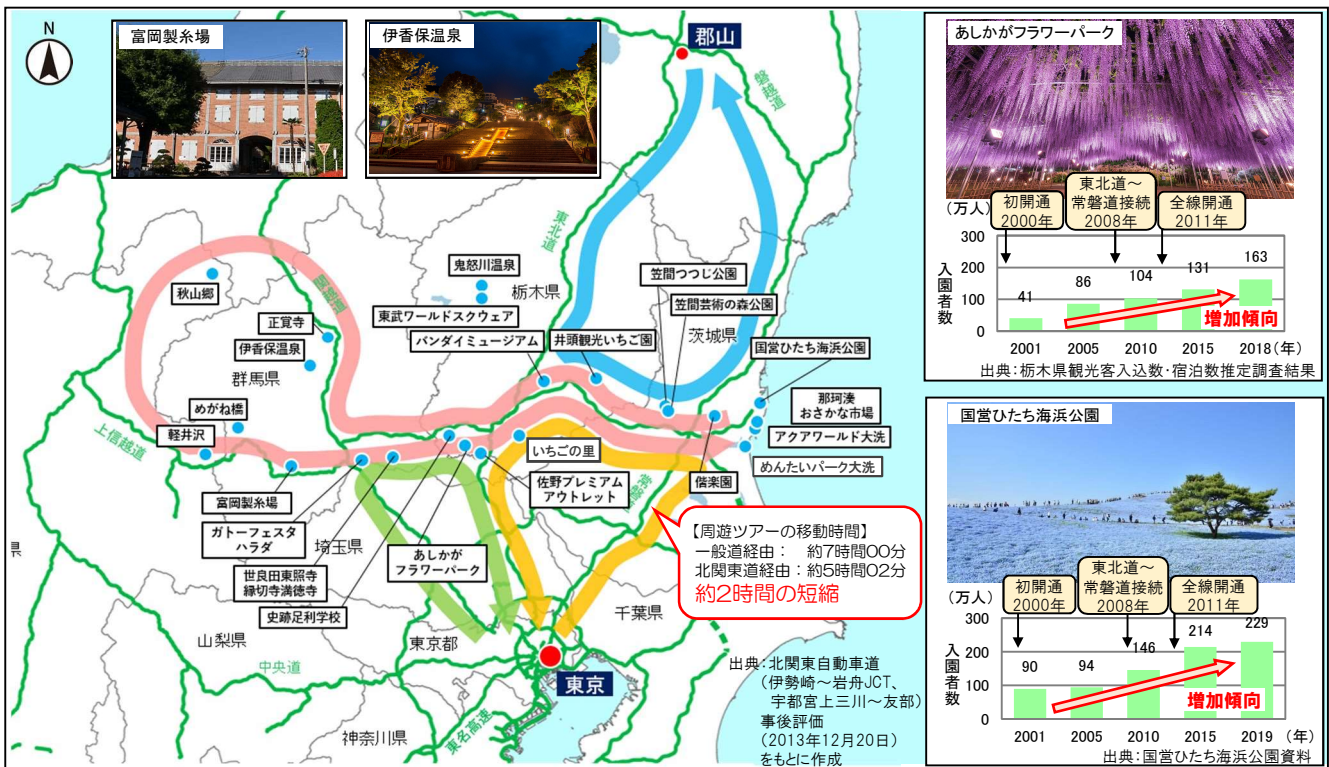 N
富岡製糸場
伊香保温泉
郡山
磐越道
東北道
関越道
鬼怒川温泉
栃木県
東武ワールドスクウェア
バンダイミュージアム
井頭観光いちご園
笠間つつじ公園
笠間芸術の森公園
茨城県
国営ひたち海浜公園
那珂湊
おさかな市場
アクアワールド大洗
めんたいパーク大洗
偕楽園
秋山郷
正覚寺
伊香保温泉
群馬県
めがね橋
軽井沢
上信越道
富岡製糸場
ガトーフェスタ
ハラダ
埼玉県
世良田東照寺
縁切寺満徳寺
史跡足利学校
あしかが
フラワーパーク
いちごの里
佐野プレミアム
アウトレット
常磐
県
山梨県
東京都
中央道
千葉県
東京
神奈川県
東名高速
【周遊ツアーの移動時間】
一般道経由： 約7時間00分
北関東道経由：約5時間02分
約2時間の短縮
出典：北関東自動車道
（伊勢崎～岩舟JCT、
宇都宮上三川～友部）
事後評価
（2013年12月20日）
をもとに作成
あしかがフラワーパーク
初開通
2000年
東北道～
常磐道接続
2008年
全線開通
2011年
(万人)
入園者数
300
200
100
0
41
86
104
131
163
増加傾向
2001 2005 2010 2015 2018(年)
出典：栃木県観光客入込数・宿泊数推定調査結果
国営ひたち海浜公園
初開通
2000年
東北道～
常磐道接続
2008年
全線開通
2011年
(万人)
入園者数
300
200
100
0
90
94
146
214
229
増加傾向
2001 2005 2010 2015 2019 (年)
出典：国営ひたち海浜公園資料